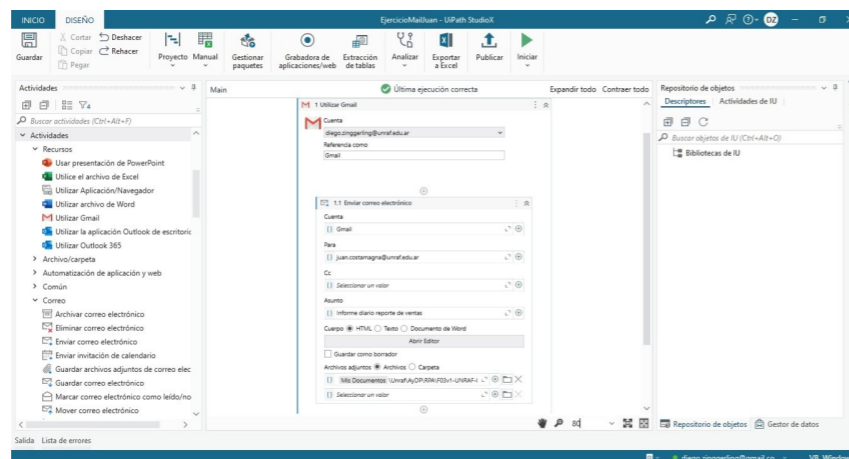 INICIO DISEÑO EjercicioMailJuan - UiPath StudioX DZ
Guardar
Cortar Deshacer
Copiar Rehacer
Pegar
Proyecto Manual
Gestionar paquetes
Grabadora de aplicaciones/web
Extracción de tablas
Analizar
Exportar a Excel
Publicar
Iniciar
Actividades
Buscar actividades (Ctrl+Alt+F)
Actividades
Recursos
Usar presentación de PowerPoint
Utilice el archivo de Excel
Utilizar Aplicación/Navegador
Utilizar archivo de Word
Utilizar Gmail
Utilizar la aplicación Outlook de escritoric
Utilizar Outlook 365
Archivo/carpeta
Automatización de aplicación y web
Común
Correo
Archivar correo electrónico
Eliminar correo electrónico
Enviar correo electrónico
Enviar invitación de calendario
Guardar archivos adjuntos de correo elec
Guardar correo electrónico
Marcar correo electrónico como leído/no
Mover correo electrónico
Main Última ejecución correcta Expandir todo Contraer todo
1 Utilizar Gmail
Cuenta
diego.zinggerling@unraf.edu.ar
Referencia como
Gmail
1.1 Enviar correo electrónico
Cuenta
Gmail
Para
juan.costamagna@unraf.edu.ar
Cc
Seleccionar un valor
Asunto
Informe diario reporte de ventas
Cuerpo HTML Texto Documento de Word
Abrir Editor
Guardar como borrador
Archivos adjuntos Archivos Carpeta
Mis Documentos \Unraf\AyDP\RPA\F03v1-UNRAF-I
Seleccionar un valor
80
Repositorio de objetos
Descriptores Actividades de IU
Buscar objetos de IU (Ctrl+Alt+O)
Bibliotecas de IU
Repositorio de objetos Gestor de datos
Salida Lista de errores